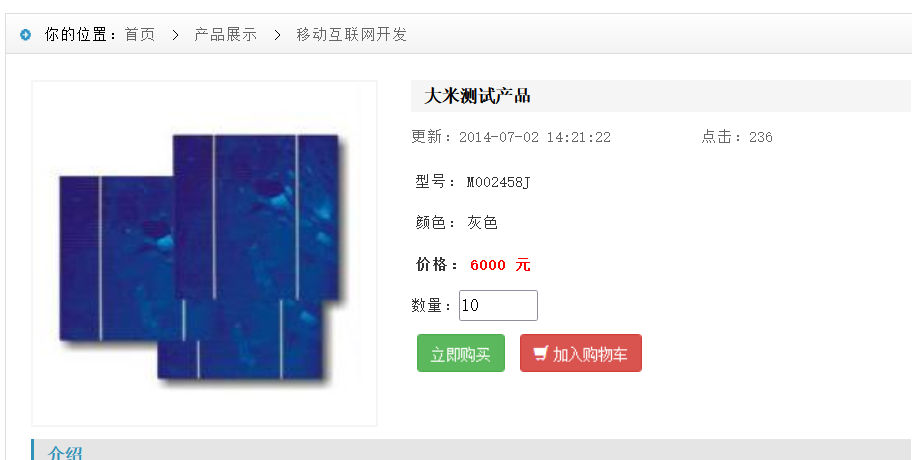 你的位置：首页 > 产品展示 > 移动互联网开发
大米测试产品
更新：2014-07-02 14:21:22 点击：236
型号： M002458J
颜色： 灰色
价格： 6000 元
数量：10
立即购买 加入购物车
介绍